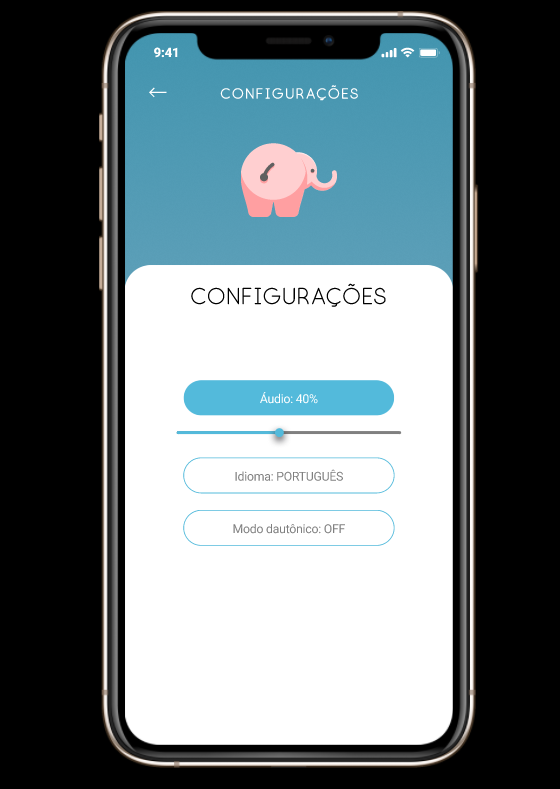 9:41
CONFIGURAÇÕES
CONFIGURAÇÕES
Áudio: 40%
Idioma: PORTUGUÊS
Modo dautônico: OFF